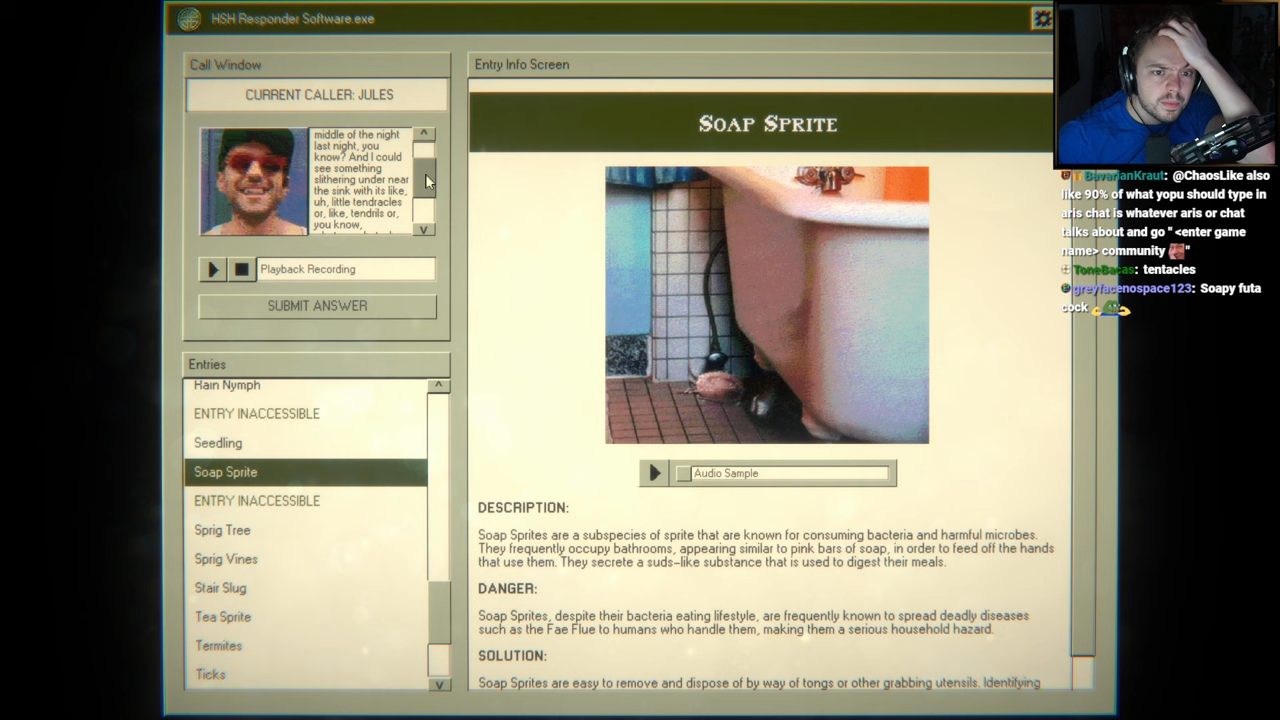 HSH Responder Software.exe
Call Window
CURRENT CALLER: JULES
middle of the night
last night, you
know? And I could
see something
slithering under near
the sink with its like,
uh, little tendracles
or, like, tendrils or,
you know,
Playback Recording
SUBMIT ANSWER
Entries
Rain Nymph
ENTRY INACCESSIBLE
Seedling
Soap Sprite
ENTRY INACCESSIBLE
Sprig Tree
Sprig Vines
Stair Slug
Tea Sprite
Termites
Ticks
Entry Info Screen
Soap Sprite
Audio Sample
DESCRIPTION:
Soap Sprites are a subspecies of sprite that are known for consuming bacteria and harmful microbes.
They frequently occupy bathrooms, appearing similar to pink bars of soap, in order to feed off the hands
that use them. They secrete a suds-like substance that is used to digest their meals.
DANGER:
Soap Sprites, despite their bacteria eating lifestyle, are frequently known to spread deadly diseases
such as the Fae Flue to humans who handle them, making them a serious household hazard.
SOLUTION:
Soap Sprites are easy to remove and dispose of by way of tongs or other grabbing utensils. Identifying
BavarianKraut: @ChaosLike also
like 90% of what yopu should type in
aris chat is whatever aris or chat
talks about and go " <enter game
name> community "
ToneBacas: tentacles
greyfacenospace123: Soapy futa
cock